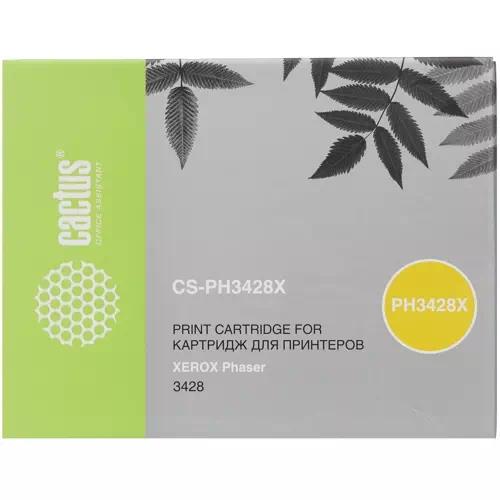 cactus®
OFFICE ASSISTANT
CS-PH3428X
PH3428X
PRINT CARTRIDGE FOR
КАРТРИДЖ ДЛЯ ПРИНТЕРОВ
XEROX Phaser
3428